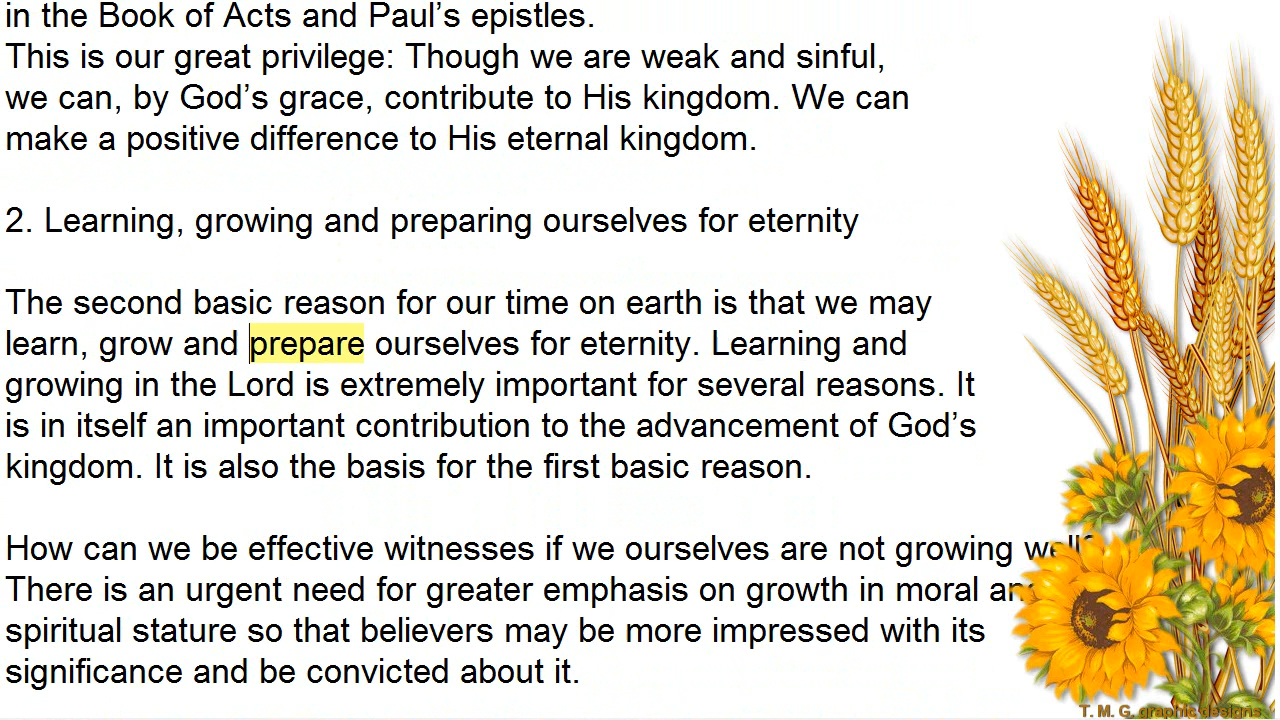 in the Book of Acts and Paul’s epistles.
This is our great privilege: Though we are weak and sinful,
we can, by God’s grace, contribute to His kingdom. We can
make a positive difference to His eternal kingdom.
2. Learning, growing and preparing ourselves for eternity
The second basic reason for our time on earth is that we may
learn, grow and prepare ourselves for eternity. Learning and
growing in the Lord is extremely important for several reasons. It
is in itself an important contribution to the advancement of God’s
kingdom. It is also the basis for the first basic reason.
How can we be effective witnesses if we ourselves are not growing well?
There is an urgent need for greater emphasis on growth in moral and
spiritual stature so that believers may be more impressed with its
significance and be convicted about it.
T. M. G. graphic designs